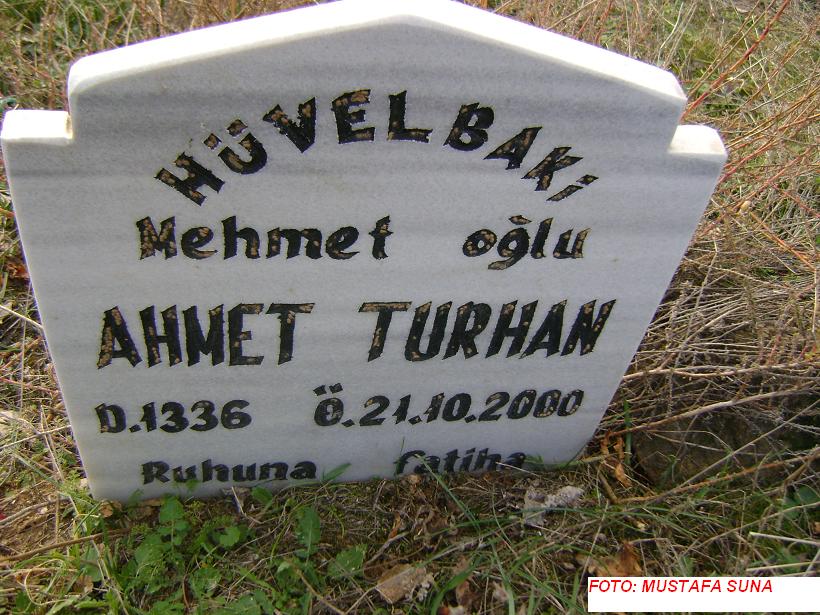 HÜVELBAKİ
Mehmet oğlu
AHMET TURHAN
D.1336 Ö.21.10.2000
Ruhuna fatiha
FOTO: MUSTAFA SUNA